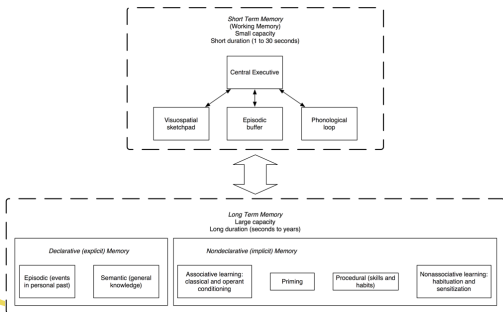 Short Term Memory
(Working Memory)
Small capacity
Short duration (1 to 30 seconds)
Central Executive
Visuospatial
sketchpad
Episodic
buffer
Phonological
loop
Long Term Memory
Large capacity
Long duration (seconds to years)
Declarative (explicit) Memory
Episodic (events
in personal past)
Semantic (general
knowledge)
Nondeclarative (implicit) Memory
Associative learning:
classical and operant
conditioning
Priming
Procedural (skills and
habits)
Nonassociative learning:
habituation and
sensitization